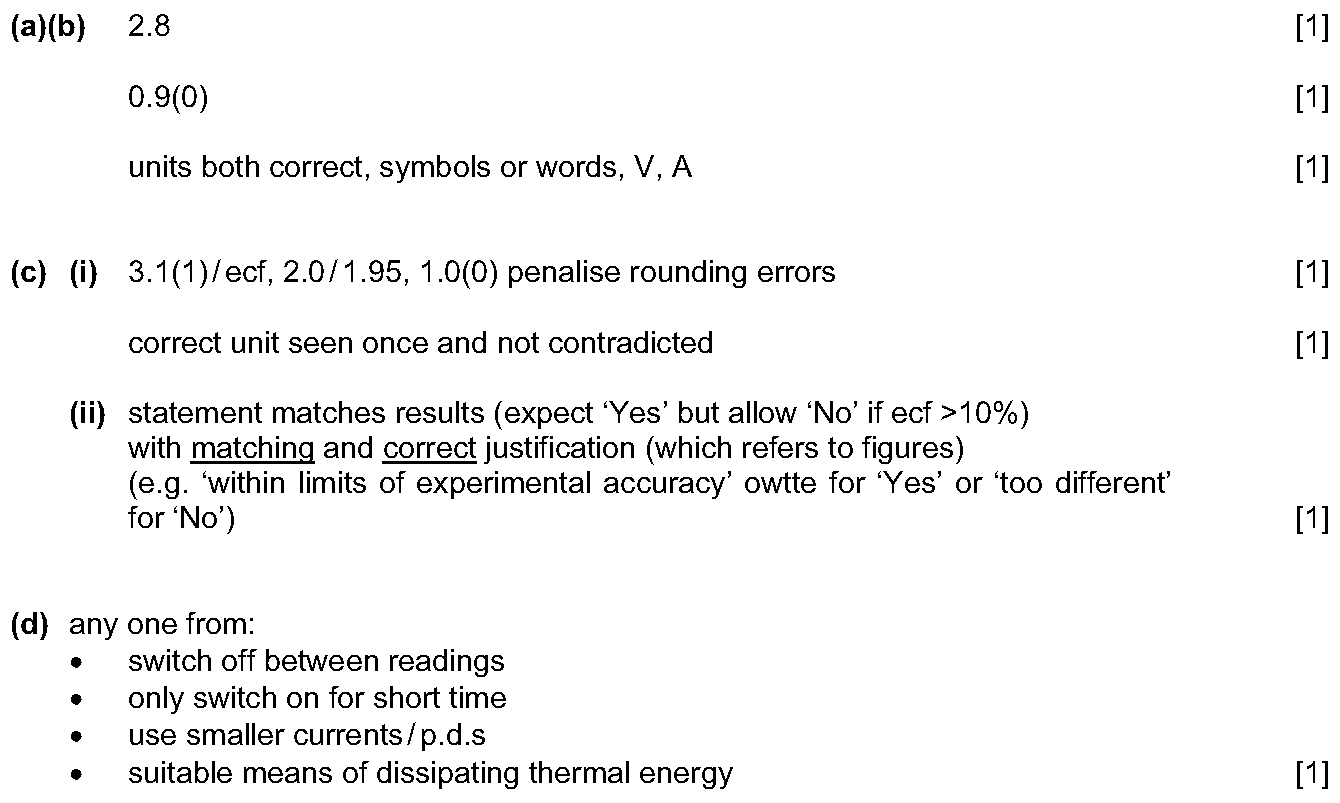 (a)(b) 2.8 [1]
0.9(0) [1]
units both correct, symbols or words, V, A [1]
(c) (i) 3.1(1)/ecf, 2.0/1.95, 1.0(0) penalise rounding errors [1]
correct unit seen once and not contradicted [1]
(ii) statement matches results (expect ‘Yes’ but allow ‘No’ if ecf >10%)
with matching and correct justification (which refers to figures)
(e.g. ‘within limits of experimental accuracy’ owtte for ‘Yes’ or ‘too different’
for ‘No’) [1]
(d) any one from:
• switch off between readings
• only switch on for short time
• use smaller currents/p.d.s
• suitable means of dissipating thermal energy [1]